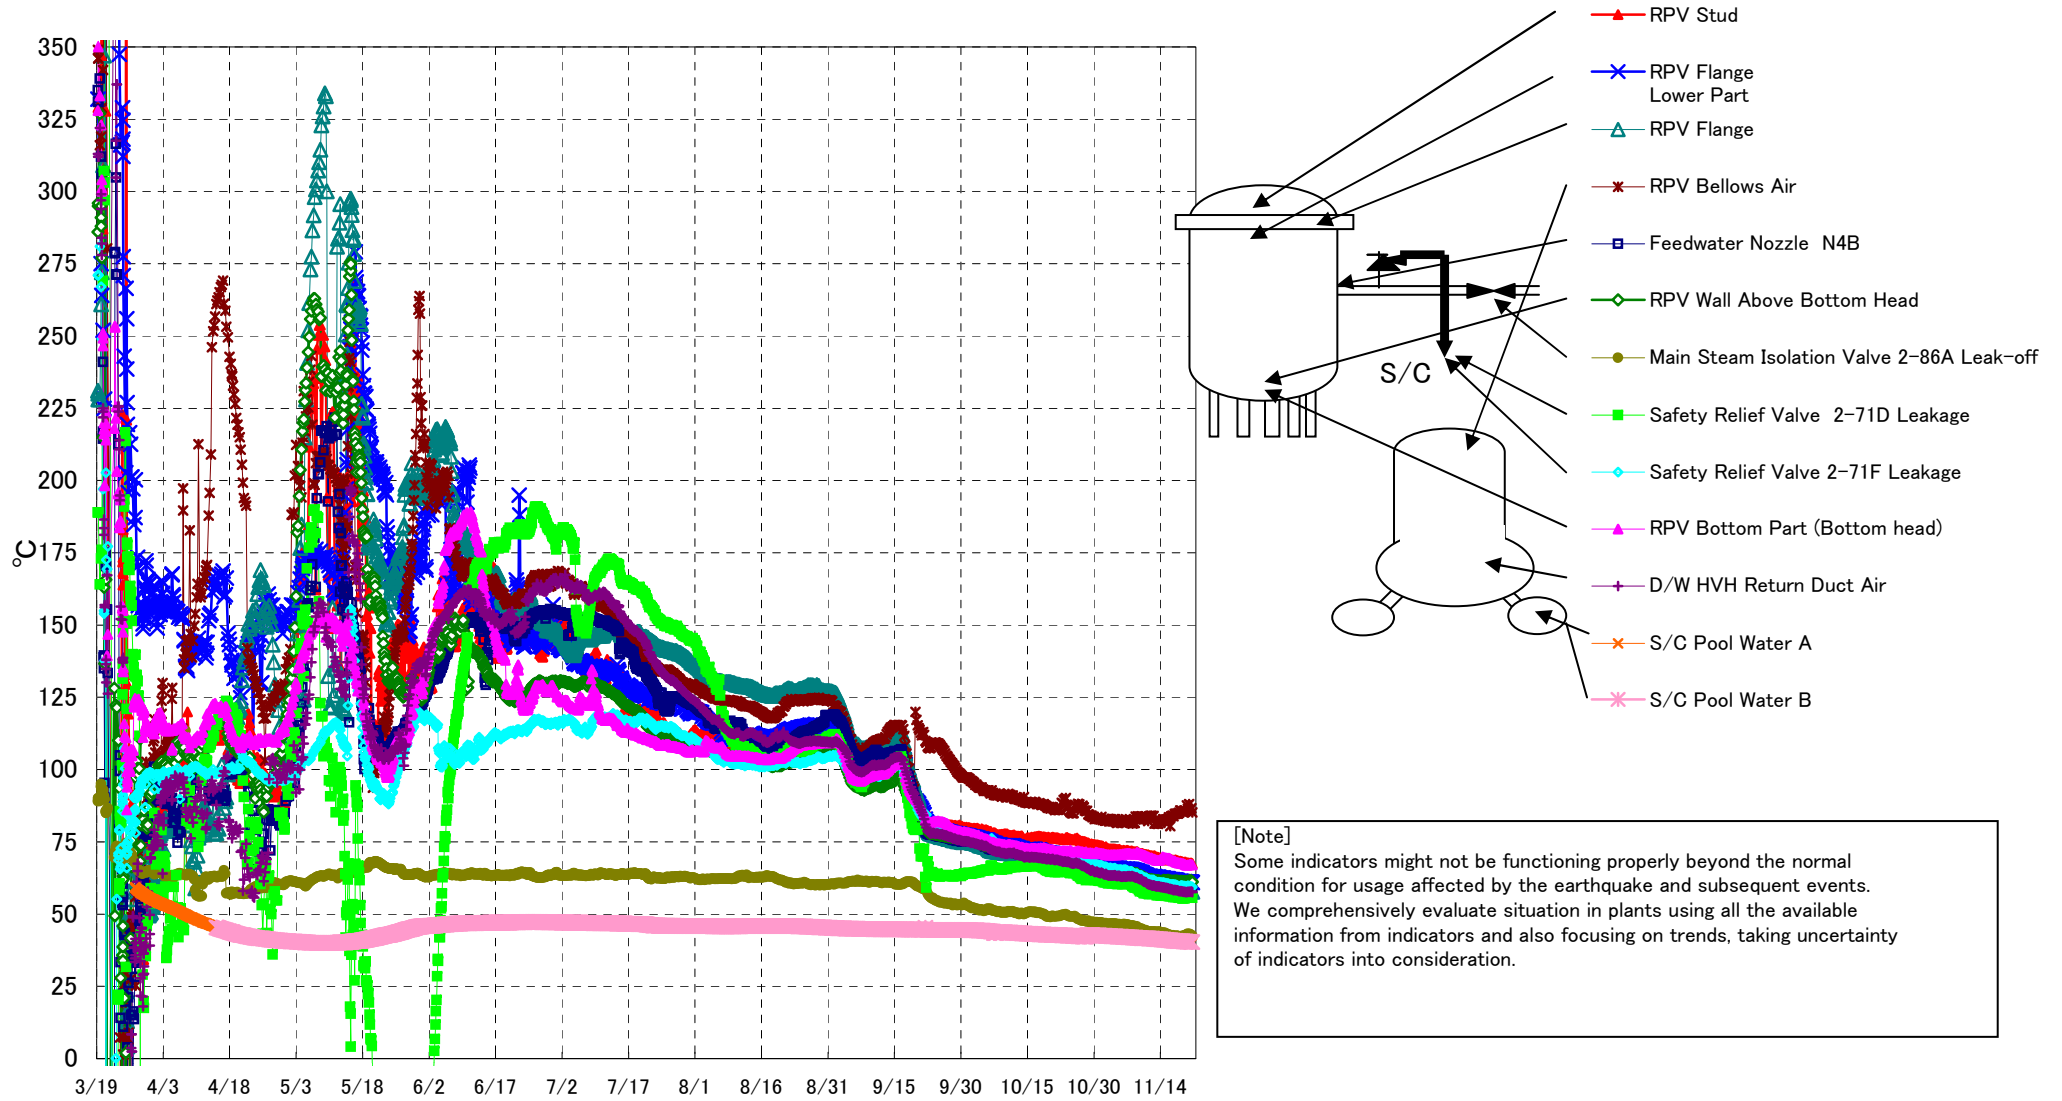 350
325
300
275
250
225
200
175
150
125
100
75
50
25
0
°C
3/19 4/3 4/18 5/3 5/18 6/2 6/17 7/2 7/17 8/1 8/16 8/31 9/15 9/30 10/15 10/30 11/14
RPV Stud
RPV Flange
Lower Part
RPV Flange
RPV Bellows Air
Feedwater Nozzle N4B
RPV Wall Above Bottom Head
Main Steam Isolation Valve 2-86A Leak-off
Safety Relief Valve 2-71D Leakage
Safety Relief Valve 2-71F Leakage
RPV Bottom Part (Bottom head)
D/W HVH Return Duct Air
S/C Pool Water A
S/C Pool Water B
S/C
[Note]
Some indicators might not be functioning properly beyond the normal
condition for usage affected by the earthquake and subsequent events.
We comprehensively evaluate situation in plants using all the available
information from indicators and also focusing on trends, taking uncertainty
of indicators into consideration.